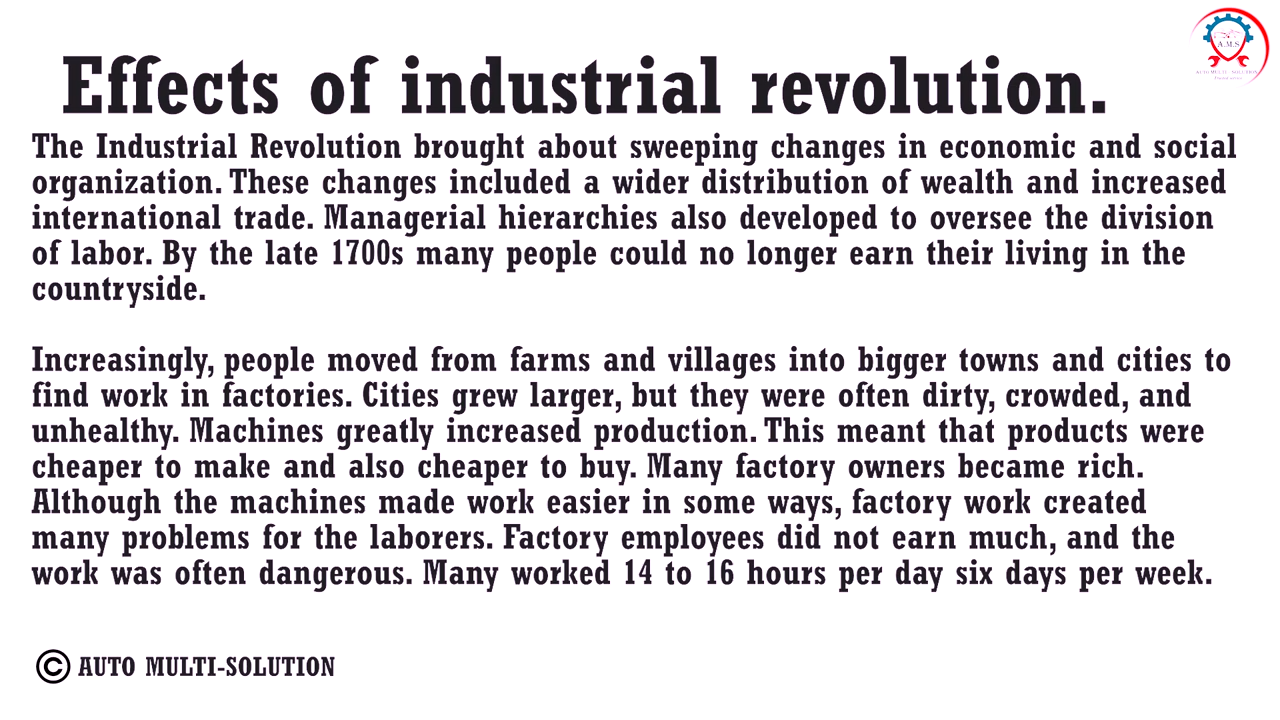 A.M.S
AUTO MULTI - SOLUTION
Effects of industrial revolution.
The Industrial Revolution brought about sweeping changes in economic and social
organization. These changes included a wider distribution of wealth and increased
international trade. Managerial hierarchies also developed to oversee the division
of labor. By the late 1700s many people could no longer earn their living in the
countryside.
Increasingly, people moved from farms and villages into bigger towns and cities to
find work in factories. Cities grew larger, but they were often dirty, crowded, and
unhealthy. Machines greatly increased production. This meant that products were
cheaper to make and also cheaper to buy. Many factory owners became rich.
Although the machines made work easier in some ways, factory work created
many problems for the laborers. Factory employees did not earn much, and the
work was often dangerous. Many worked 14 to 16 hours per day six days per week.
© AUTO MULTI-SOLUTION